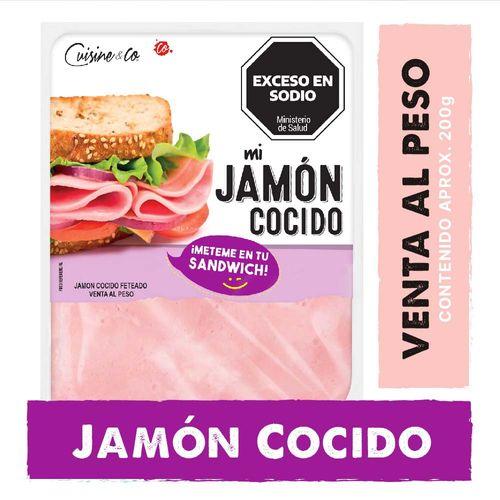 Cuisine & Co
Co
EXCESO EN
SODIO
Ministerio
de Salud
mi
JAMÓN
COCIDO
¡METEME EN TU
SANDWICH!
JAMON COCIDO FETEADO
VENTA AL PESO
VENTA AL PESO
CONTENIDO APROX. 200g
JAMÓN COCIDO